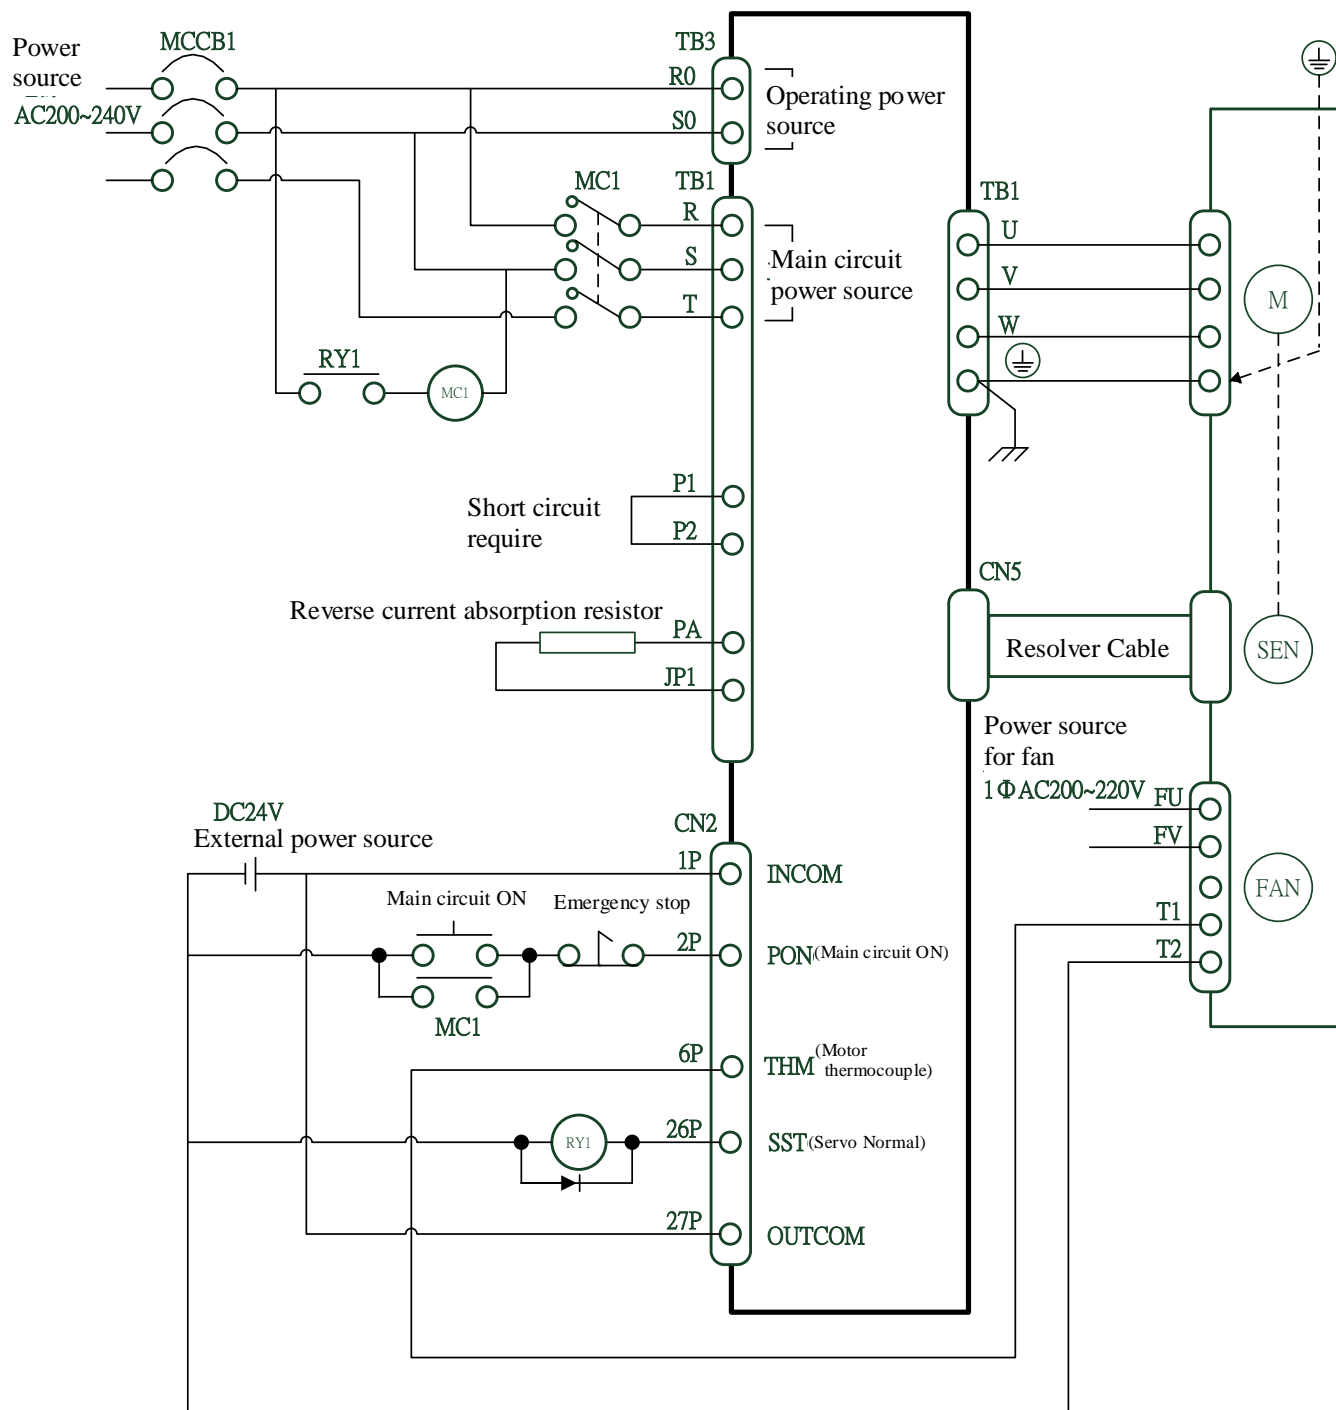 Power
source
AC200~240V
MCCB1
TB3
R0
S0
Operating power
source
MC1
TB1
R
S
T
Main circuit
power source
RY1
MC1
TB1
U
V
W
M
P1
P2
Short circuit
require
Reverse current absorption resistor
PA
JP1
CN5
Resolver Cable
SEN
Power source
for fan
1ΦAC200~220V
FU
FV
FAN
T1
T2
DC24V
External power source
CN2
1P
INCOM
Main circuit ON
Emergency stop
2P
PON(Main circuit ON)
MC1
6P
THM(Motor
thermocouple)
RY1
26P
SST(Servo Normal)
27P
OUTCOM